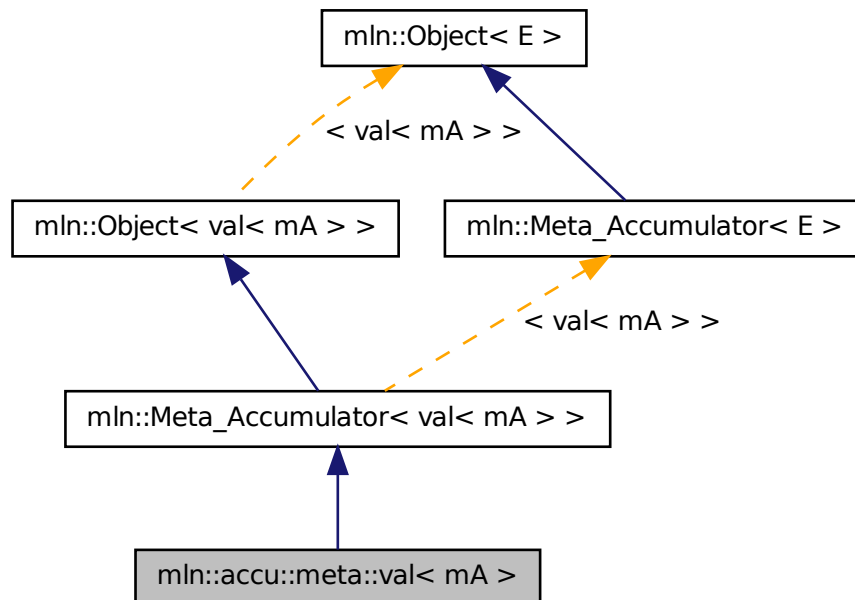 mln::Object< E >
< val< mA > >
mln::Object< val< mA > >
mln::Meta_Accumulator< E >
< val< mA > >
mln::Meta_Accumulator< val< mA > >
mln::accu::meta::val< mA >